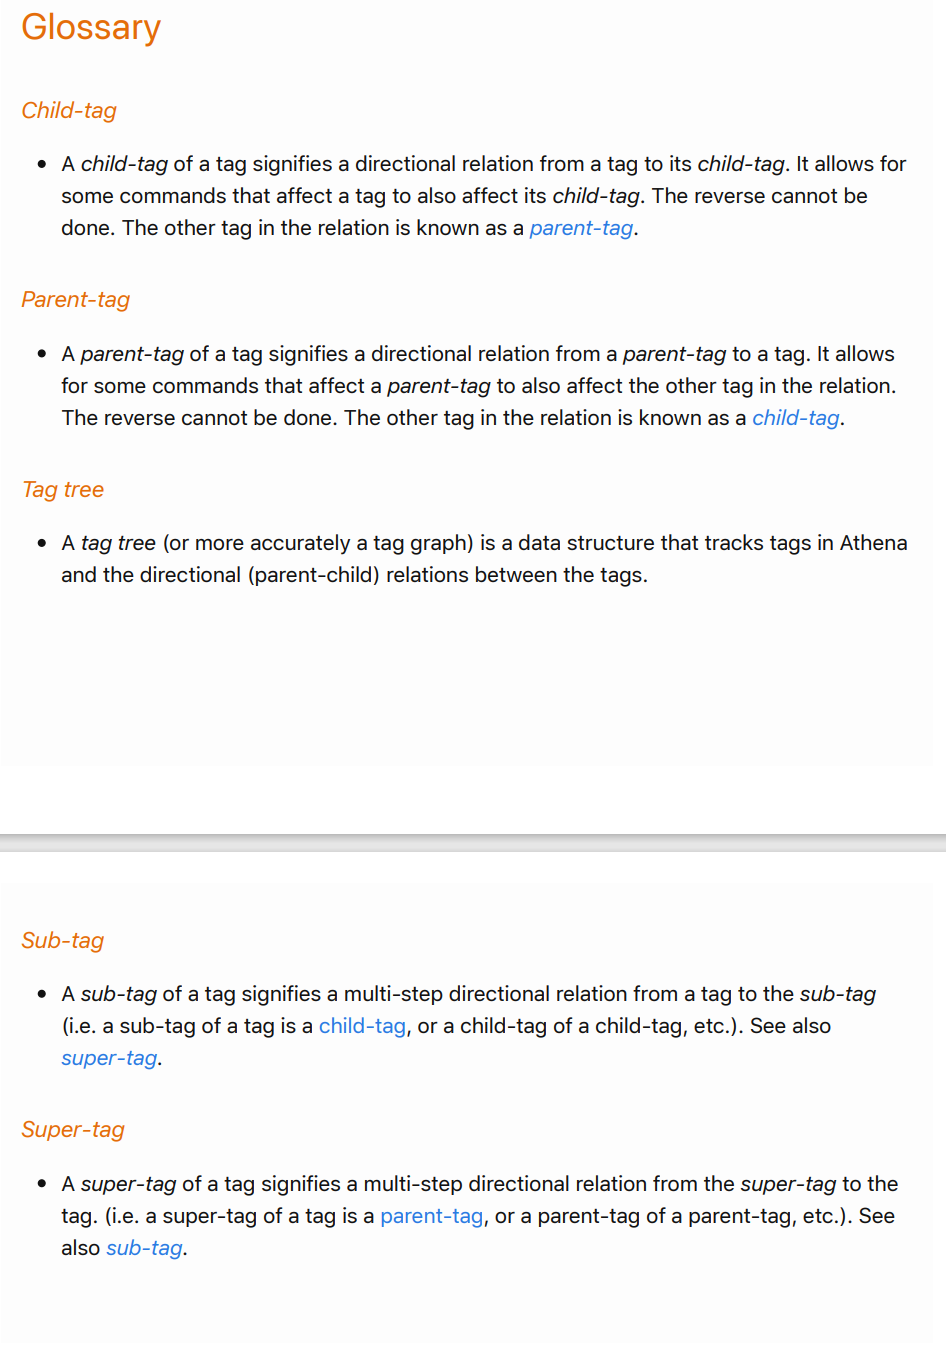 Glossary
Child-tag
• A child-tag of a tag signifies a directional relation from a tag to its child-tag. It allows for
some commands that affect a tag to also affect its child-tag. The reverse cannot be
done. The other tag in the relation is known as a parent-tag.
Parent-tag
• A parent-tag of a tag signifies a directional relation from a parent-tag to a tag. It allows
for some commands that affect a parent-tag to also affect the other tag in the relation.
The reverse cannot be done. The other tag in the relation is known as a child-tag.
Tag tree
• A tag tree (or more accurately a tag graph) is a data structure that tracks tags in Athena
and the directional (parent-child) relations between the tags.
Sub-tag
• A sub-tag of a tag signifies a multi-step directional relation from a tag to the sub-tag
(i.e. a sub-tag of a tag is a child-tag, or a child-tag of a child-tag, etc.). See also
super-tag.
Super-tag
• A super-tag of a tag signifies a multi-step directional relation from the super-tag to the
tag. (i.e. a super-tag of a tag is a parent-tag, or a parent-tag of a parent-tag, etc.). See
also sub-tag.